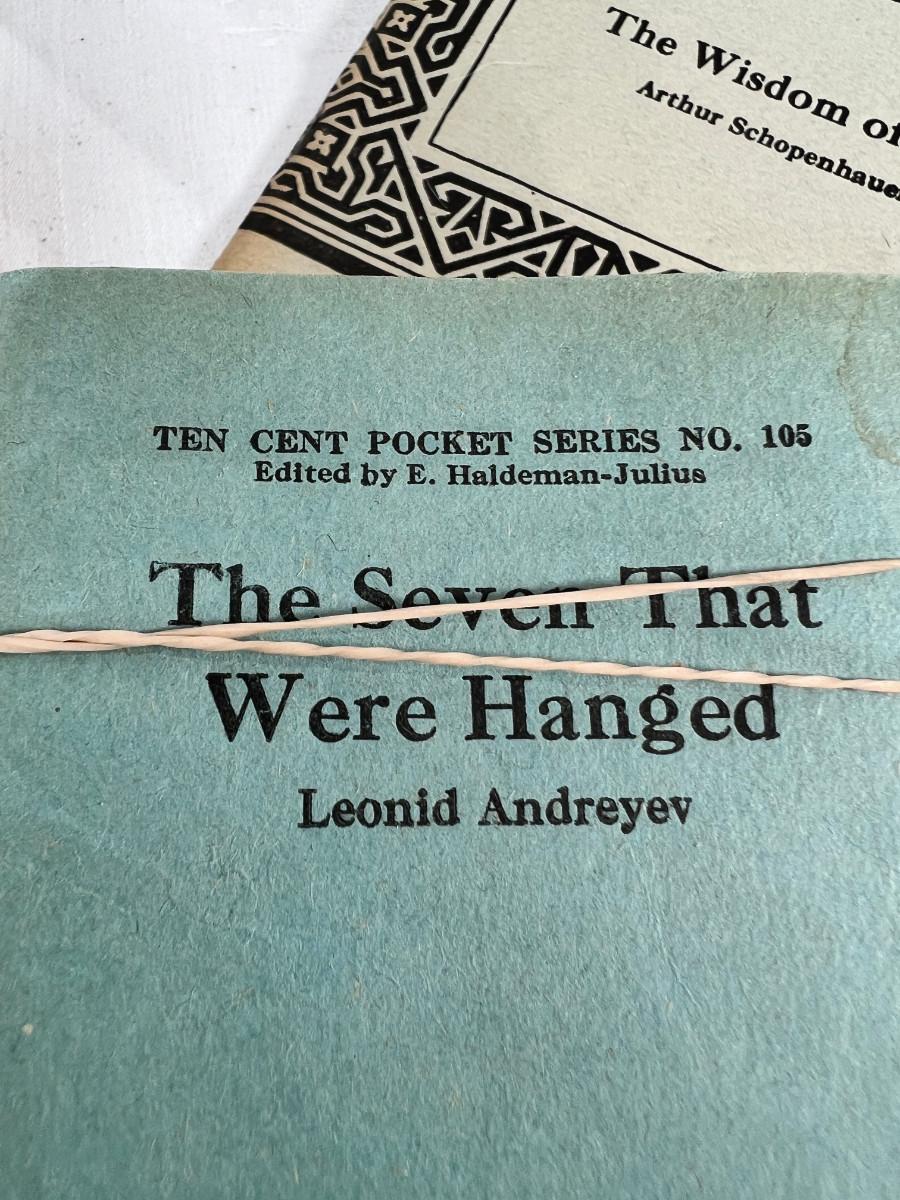 The Wisdom of
Arthur Schopenhauer
TEN CENT POCKET SERIES NO. 105
Edited by E. Haldeman-Julius
The Seven That
Were Hanged
Leonid Andreyev